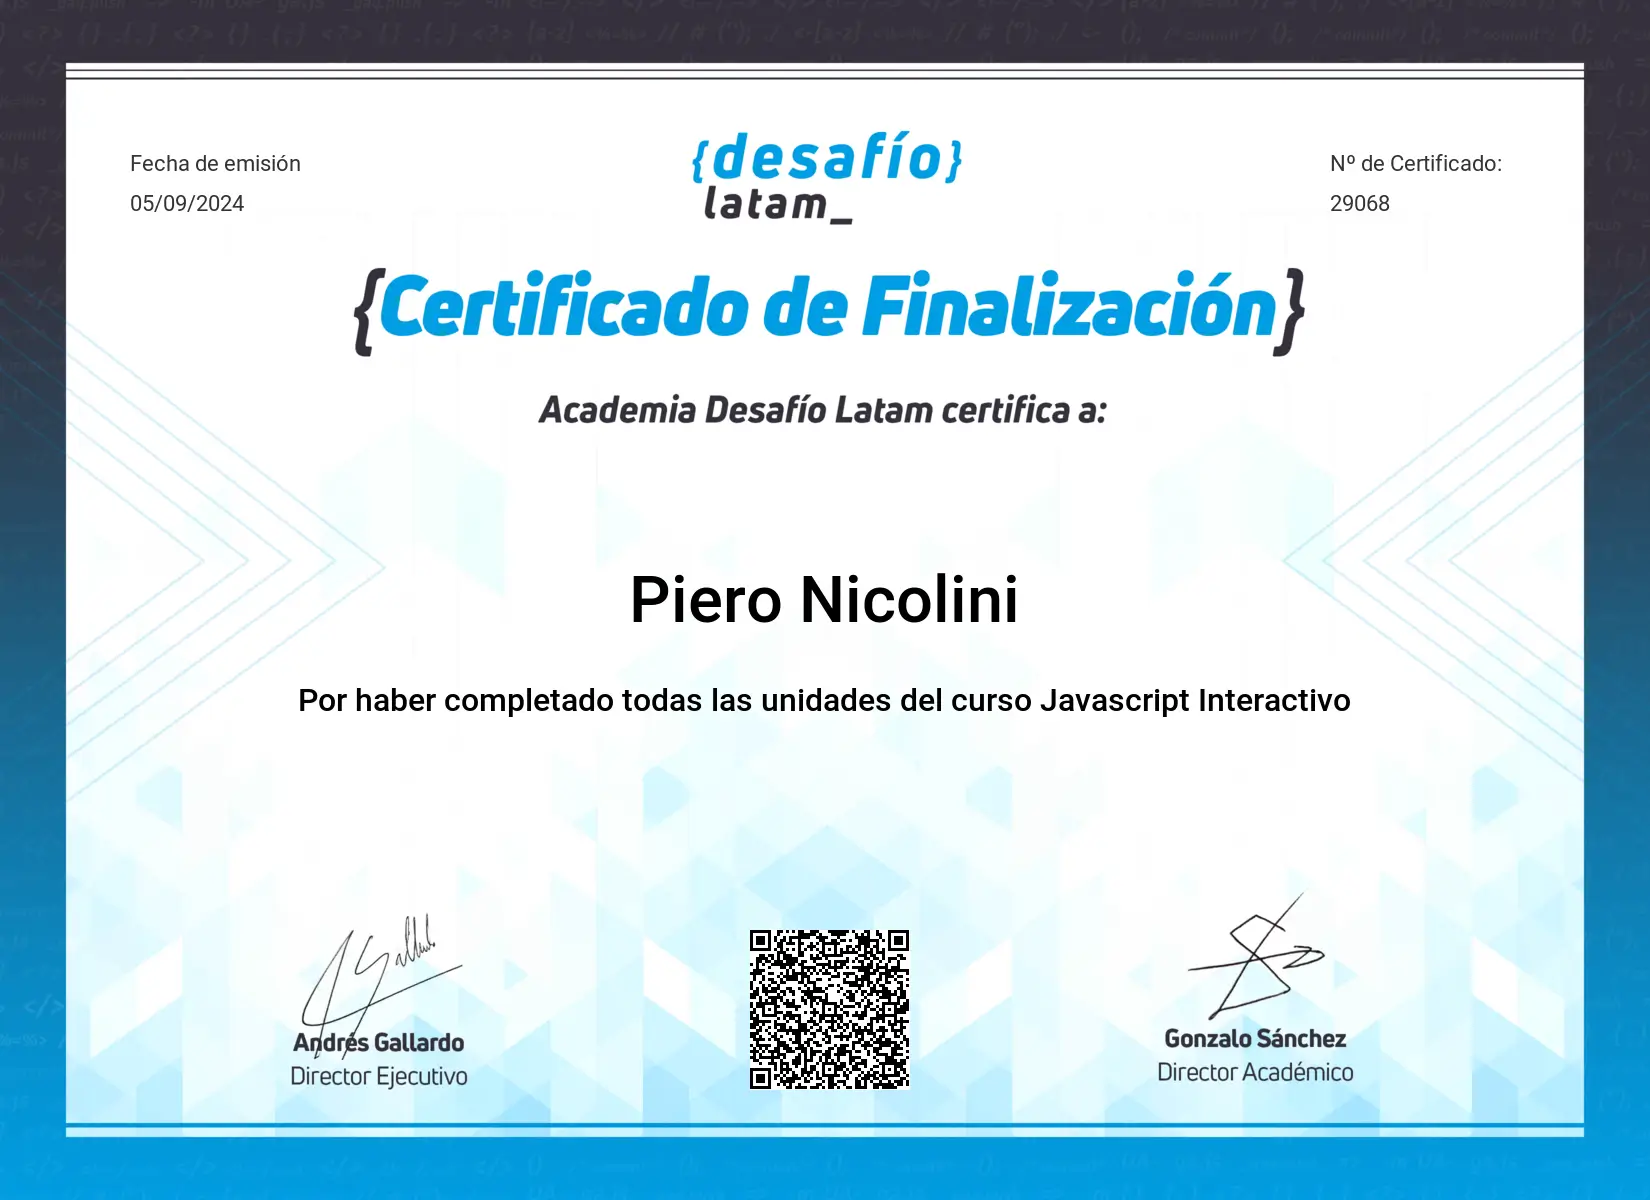 Fecha de emisión
05/09/2024
{desafío}
latam_
Nº de Certificado:
29068
{Certificado de Finalización}
Academia Desafío Latam certifica a:
Piero Nicolini
Por haber completado todas las unidades del curso Javascript Interactivo
Andrés Gallardo
Director Ejecutivo
Gonzalo Sánchez
Director Académico